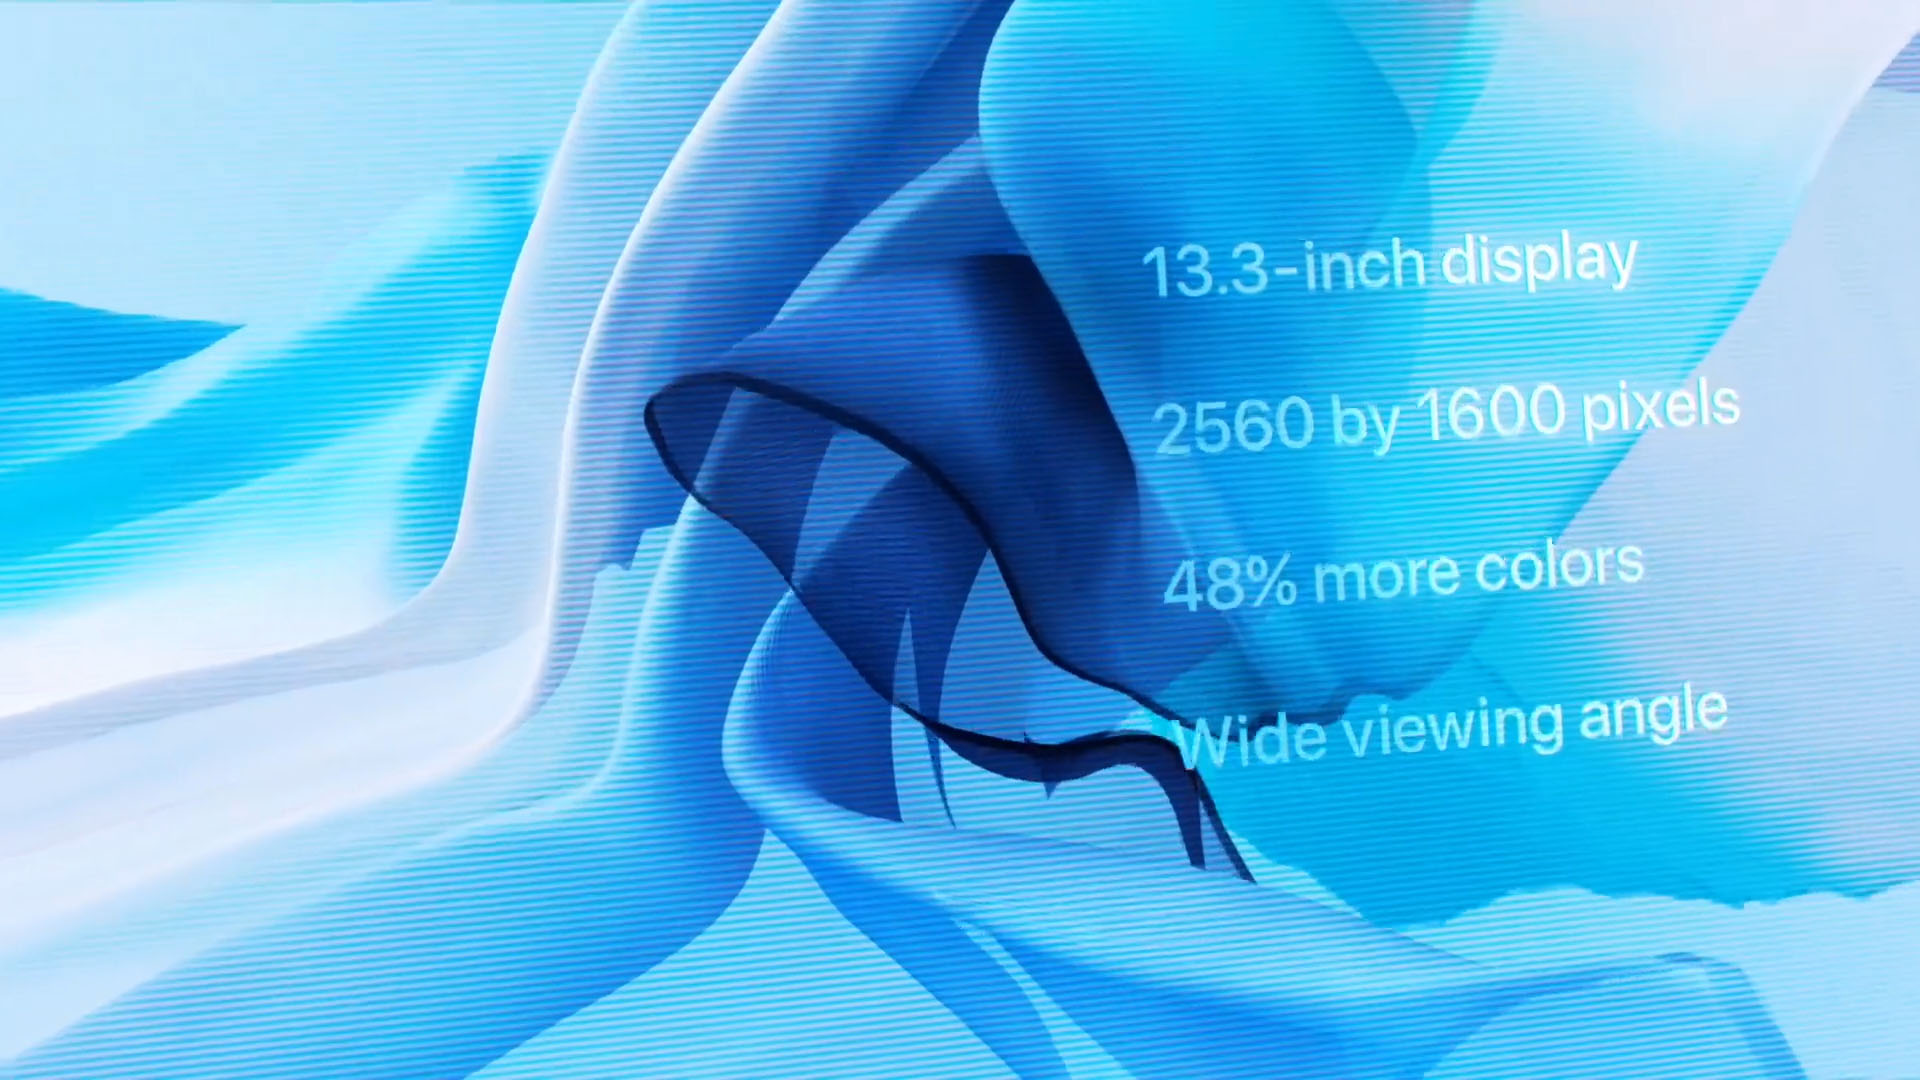 13.3-inch display
2560 by 1600 pixels
48% more colors
Wide viewing angle